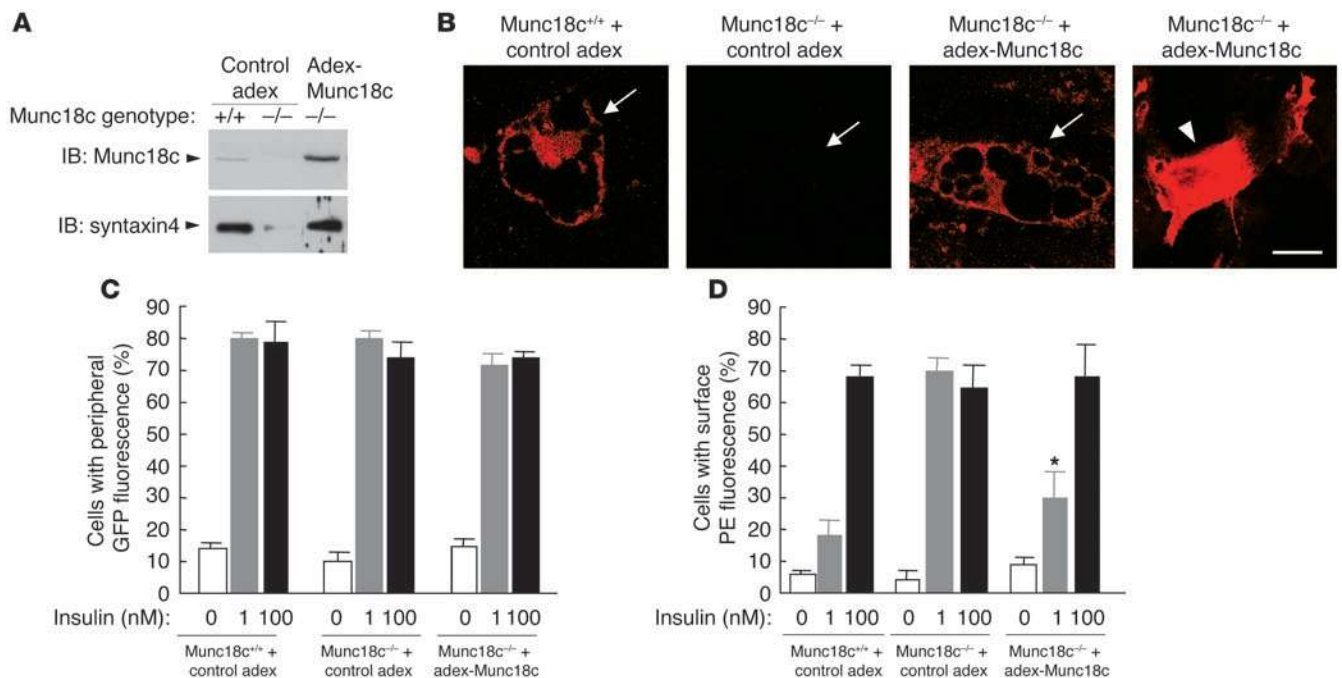 A
Control
adex
Adex-
Munc18c
Munc18c genotype: +/+ −/− −/−
IB: Munc18c
IB: syntaxin4
B
Munc18c+/+ +
control adex
Munc18c−/− +
control adex
Munc18c−/− +
adex-Munc18c
Munc18c−/− +
adex-Munc18c
C
Cells with peripheral
GFP fluorescence (%)
90
80
70
60
50
40
30
20
10
0
Insulin (nM): 0 1 100 0 1 100 0 1 100
Munc18c+/+ +
control adex
Munc18c−/− +
control adex
Munc18c−/− +
adex-Munc18c
D
Cells with surface
PE fluorescence (%)
90
80
70
60
50
40
30
20
10
0
*
Insulin (nM): 0 1 100 0 1 100 0 1 100
Munc18c+/+ +
control adex
Munc18c−/− +
control adex
Munc18c−/− +
adex-Munc18c